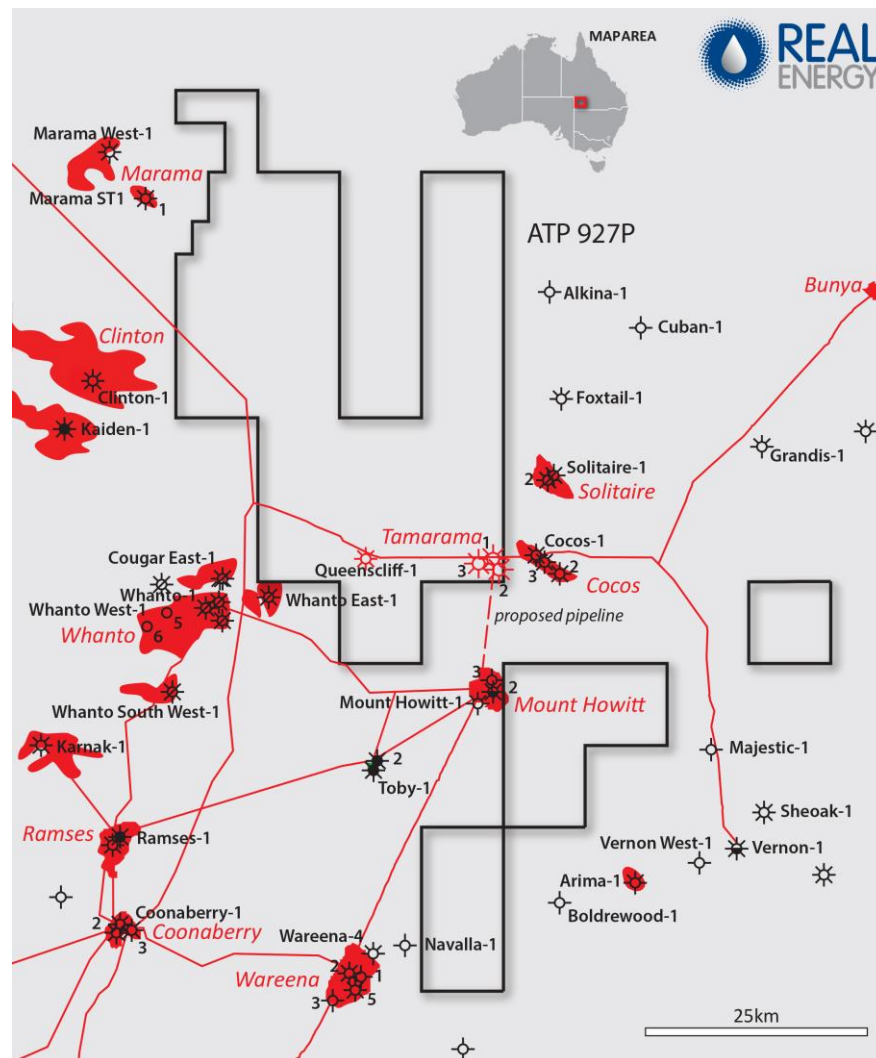 MAPAREA
REAL
ENERGY
Marama West-1
Marama
Marama ST1
1
ATP 927P
Alkina-1
Bunya
Cuban-1
Clinton
Clinton-1
Foxtail-1
Kaiden-1
Grandis-1
Solitaire-1
2
Solitaire
Tamarama
1
Cocos-1
Cougar East-1
Queenscliff-1
3
2
3
2
Cocos
Whanto-1
Whanto East-1
Whanto West-1
5
proposed pipeline
Whanto
6
3
2
Whanto South West-1
Mount Howitt-1
Mount Howitt
Karnak-1
2
Majestic-1
Toby-1
Sheoak-1
Ramses
Ramses-1
Vernon West-1
Vernon-1
Arima-1
Boldrewood-1
Coonaberry-1
2
Coonaberry
3
Wareena-4
Navalla-1
2
1
Wareena
3
5
25km